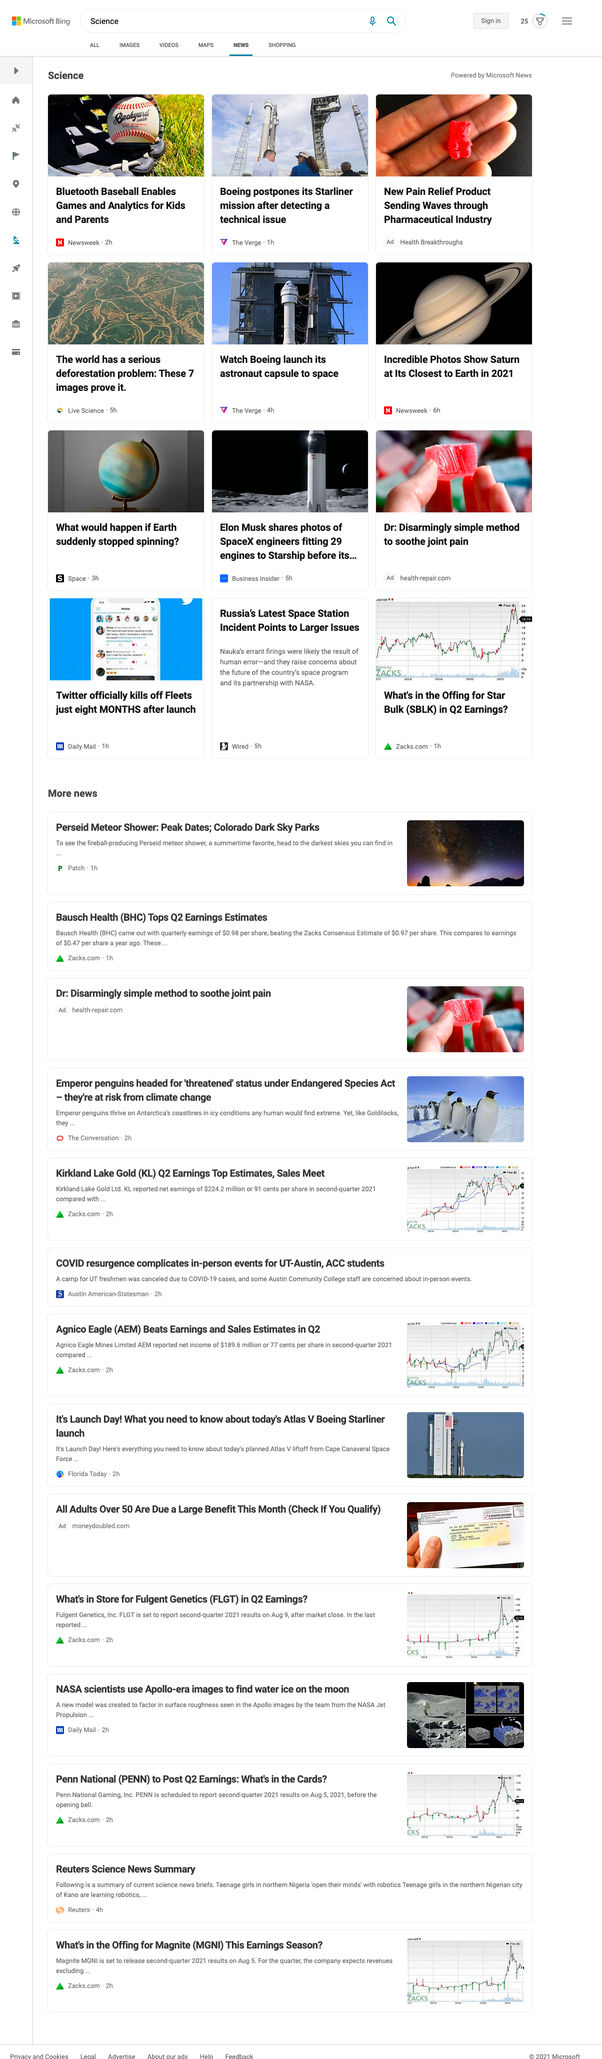 Microsoft Bing
Science
Sign in
25
ALL
IMAGES
VIDEOS
MAPS
NEWS
SHOPPING
Science
Powered by Microsoft News
Backyard
Bluetooth Baseball Enables
Games and Analytics for Kids
and Parents
Newsweek · 2h
Boeing postpones its Starliner
mission after detecting a
technical issue
The Verge · 1h
New Pain Relief Product
Sending Waves through
Pharmaceutical Industry
Ad Health Breakthroughs
The world has a serious
deforestation problem: These 7
images prove it.
Live Science · 5h
Watch Boeing launch its
astronaut capsule to space
The Verge · 4h
Incredible Photos Show Saturn
at Its Closest to Earth in 2021
Newsweek · 6h
What would happen if Earth
suddenly stopped spinning?
Space · 3h
Elon Musk shares photos of
SpaceX engineers fitting 29
engines to Starship before its…
Business Insider · 5h
Dr: Disarmingly simple method
to soothe joint pain
Ad health-repair.com
Twitter officially kills off Fleets
just eight MONTHS after launch
Daily Mail · 1h
Russia's Latest Space Station
Incident Points to Larger Issues
Nauka's errant firings were likely the result of
human error—and they raise concerns about
the future of the country's space program
and its partnership with NASA.
Wired · 5h
ZACKS
What's in the Offing for Star
Bulk (SBLK) in Q2 Earnings?
Zacks.com · 1h
More news
Perseid Meteor Shower: Peak Dates; Colorado Dark Sky Parks
To see the fireball-producing Perseid meteor shower, a summertime favorite, head to the darkest skies you can find in
...
Patch · 1h
Bausch Health (BHC) Tops Q2 Earnings Estimates
Bausch Health (BHC) came out with quarterly earnings of $0.98 per share, beating the Zacks Consensus Estimate of $0.97 per share. This compares to earnings
of $0.47 per share a year ago. These ...
Zacks.com · 1h
Dr: Disarmingly simple method to soothe joint pain
Ad health-repair.com
Emperor penguins headed for 'threatened' status under Endangered Species Act
– they're at risk from climate change
Emperor penguins thrive on Antarctica's coastlines in icy conditions any human would find extreme. Yet, like Goldilocks,
they ...
The Conversation · 2h
Kirkland Lake Gold (KL) Q2 Earnings Top Estimates, Sales Meet
Kirkland Lake Gold Ltd. KL reported net earnings of $224.2 million or 91 cents per share in second-quarter 2021
compared with ...
Zacks.com · 2h
ZACKS
COVID resurgence complicates in-person events for UT-Austin, ACC students
A camp for UT freshmen was canceled due to COVID-19 cases, and some Austin Community College staff are concerned about in-person events.
Austin American-Statesman · 2h
Agnico Eagle (AEM) Beats Earnings and Sales Estimates in Q2
Agnico Eagle Mines Limited AEM reported net income of $189.6 million or 77 cents per share in second-quarter 2021
compared ...
Zacks.com · 2h
ZACKS
It's Launch Day! What you need to know about today's Atlas V Boeing Starliner
launch
It's Launch Day! Here's everything you need to know about today's planned Atlas V liftoff from Cape Canaveral Space
Force ...
Florida Today · 2h
All Adults Over 50 Are Due a Large Benefit This Month (Check If You Qualify)
Ad moneydoubled.com
What's in Store for Fulgent Genetics (FLGT) in Q2 Earnings?
Fulgent Genetics, Inc. FLGT is set to report second-quarter 2021 results on Aug 9, after market close. In the last
reported ...
Zacks.com · 2h
CKS
NASA scientists use Apollo-era images to find water ice on the moon
A new model was created to factor in surface roughness seen in the Apollo images by the team from the NASA Jet
Propulsion ...
Daily Mail · 2h
Penn National (PENN) to Post Q2 Earnings: What's in the Cards?
Penn National Gaming, Inc. PENN is scheduled to report second-quarter 2021 results on Aug 5, 2021, before the
opening bell.
Zacks.com · 2h
CKS
Reuters Science News Summary
Following is a summary of current science news briefs. Teenage girls in northern Nigeria 'open their minds' with robotics Teenage girls in the northern Nigerian city
of Kano are learning robotics, ...
Reuters · 4h
What's in the Offing for Magnite (MGNI) This Earnings Season?
Magnite MGNI is set to release second-quarter 2021 results on Aug 5. For the quarter, the company expects revenues
excluding ...
Zacks.com · 2h
ZACKS
Privacy and Cookies
Legal
Advertise
About our ads
Help
Feedback
© 2021 Microsoft